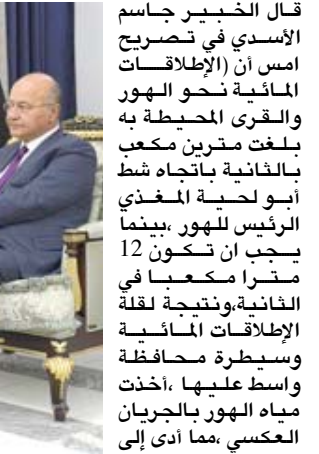 قال الخبير جاسم
الأسدي في تصريح
امس أن (الإطلاقات
المائية نحو الهور
والقرى المحيطة به
بلغت مترين مكعب
بالثانية باتجاه شط
أبو لحية المغذي
الرئيس للهور ،بينما
يجب ان تكون 12
مترا مكعبا في
الثانية،ونتيجة لقلة
الإطلاقات المائية
وسيطرة محافظة
واسط عليها ،أخذت
مياه الهور بالجريان
العكسي ،مما أدى إلى